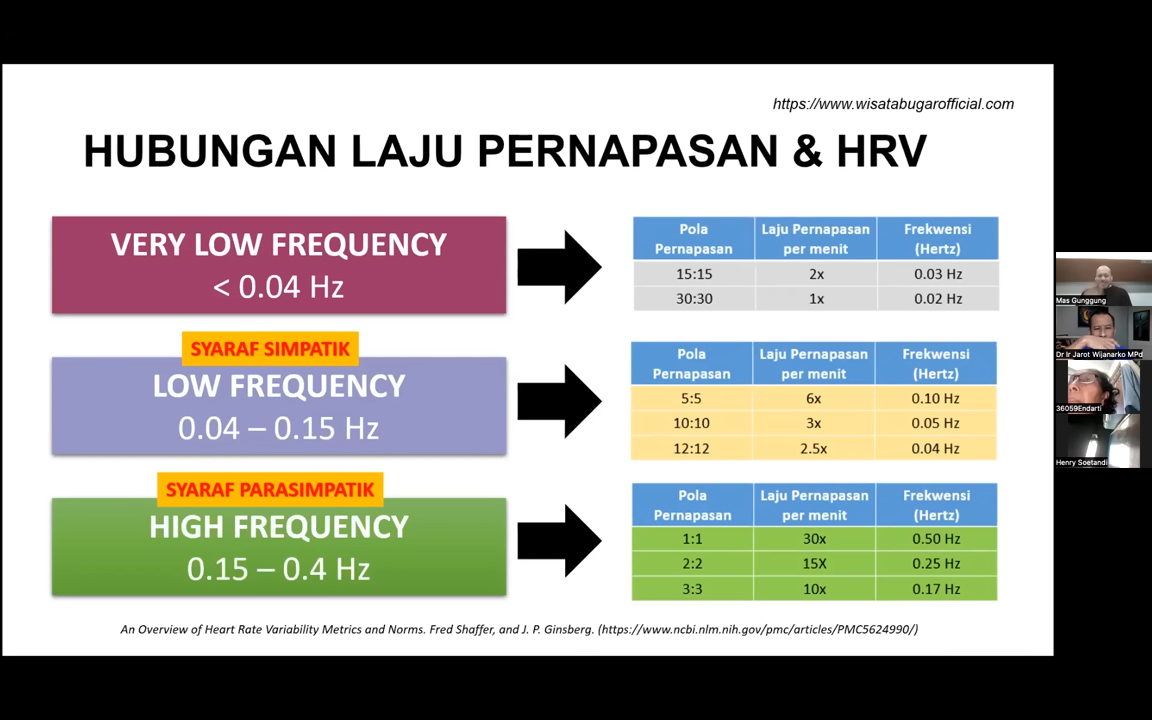 https://www.wisatabugarofficial.com
HUBUNGAN LAJU PERNAPASAN & HRV
VERY LOW FREQUENCY
< 0.04 Hz
Pola Pernapasan Laju Pernapasan per menit Frekwensi (Hertz)
15:15 2x 0.03 Hz
30:30 1x 0.02 Hz
SYARAF SIMPATIK
LOW FREQUENCY
0.04 – 0.15 Hz
Pola Pernapasan Laju Pernapasan per menit Frekwensi (Hertz)
5:5 6x 0.10 Hz
10:10 3x 0.05 Hz
12:12 2.5x 0.04 Hz
SYARAF PARASIMPATIK
HIGH FREQUENCY
0.15 – 0.4 Hz
Pola Pernapasan Laju Pernapasan per menit Frekwensi (Hertz)
1:1 30x 0.50 Hz
2:2 15X 0.25 Hz
3:3 10x 0.17 Hz
An Overview of Heart Rate Variability Metrics and Norms. Fred Shaffer, and J. P. Ginsberg. (https://www.ncbi.nlm.nih.gov/pmc/articles/PMC5624990/)
Mas Gunggung
Dr Ir Jarot Wijanarko MPd
36059Endarti
Henry Soetandi